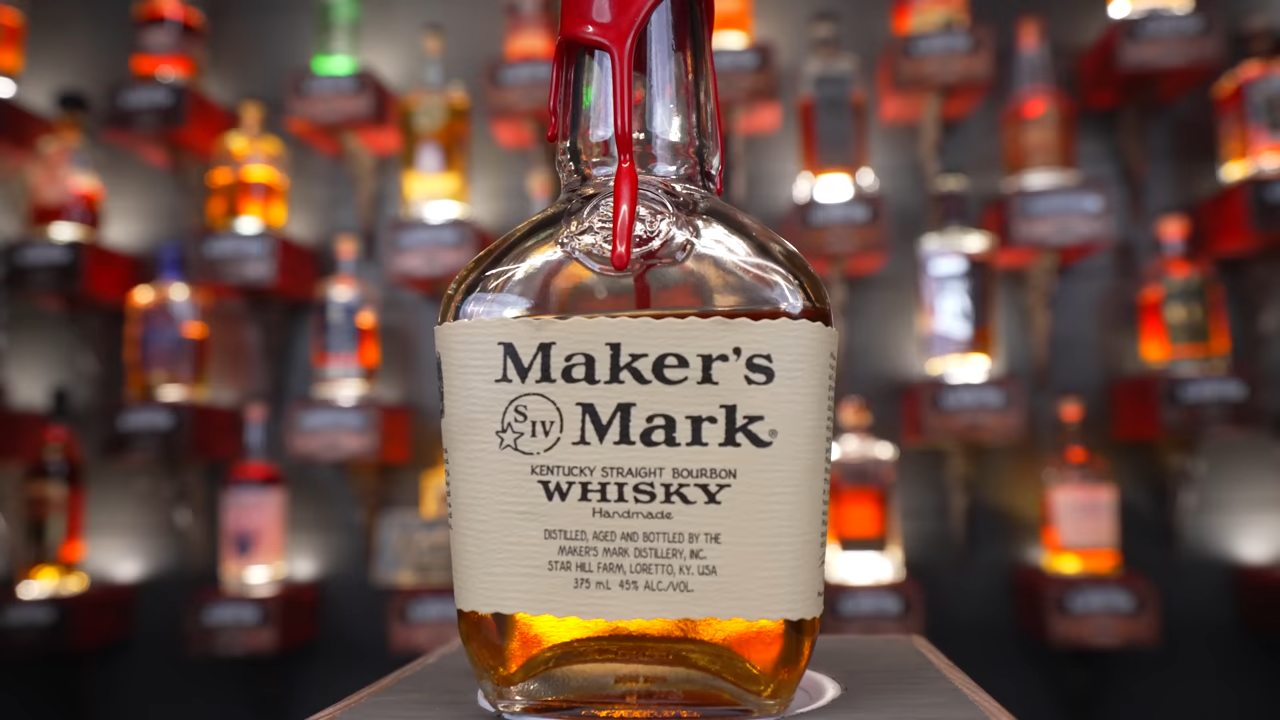 Maker's
S IV Mark®
KENTUCKY STRAIGHT BOURBON
WHISKY
Handmade
DISTILLED, AGED AND BOTTLED BY THE
MAKER'S MARK DISTILLERY, INC.
STAR HILL FARM, LORETTO, KY. USA
375 mL 45% ALC./VOL.